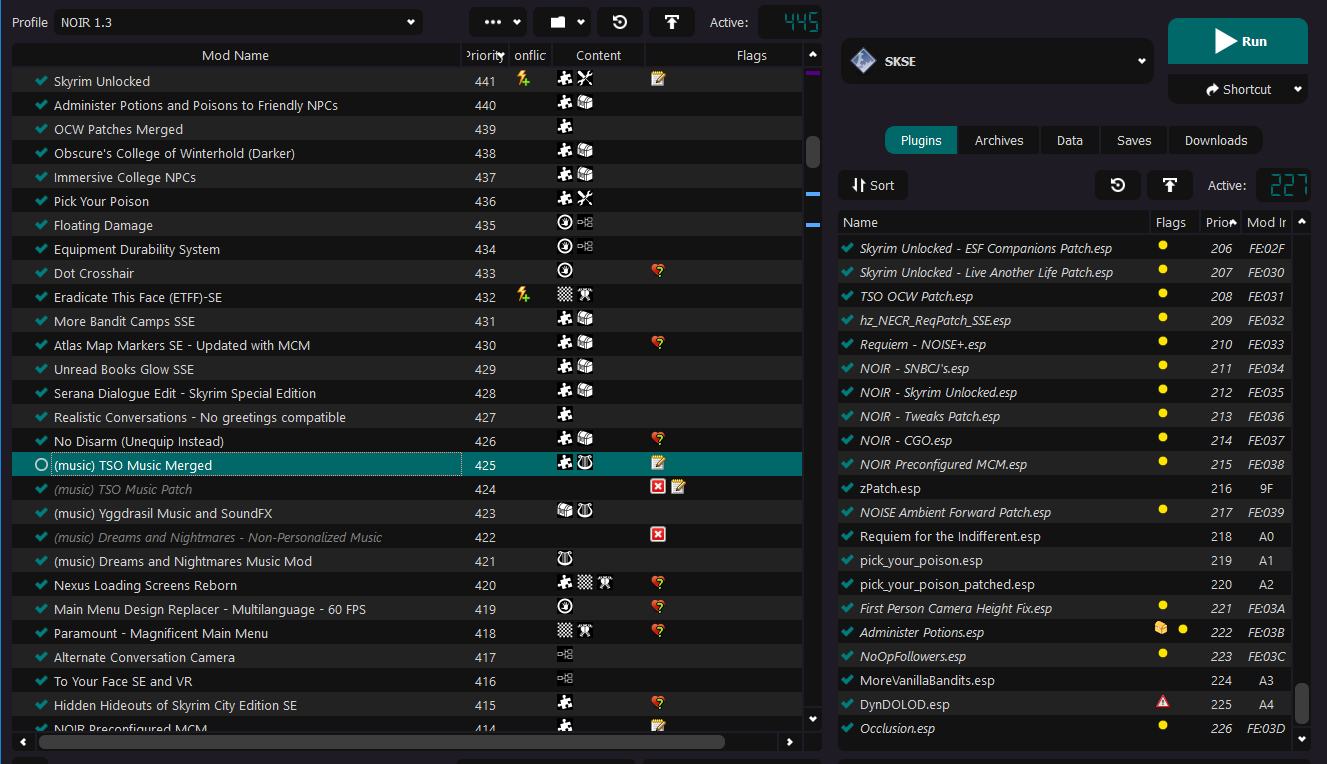 Profile NOIR 1.3 Active: 445
Mod Name Priority onflic Content Flags
Skyrim Unlocked 441
Administer Potions and Poisons to Friendly NPCs 440
OCW Patches Merged 439
Obscure's College of Winterhold (Darker) 438
Immersive College NPCs 437
Pick Your Poison 436
Floating Damage 435
Equipment Durability System 434
Dot Crosshair 433
Eradicate This Face (ETFF)-SE 432
More Bandit Camps SSE 431
Atlas Map Markers SE - Updated with MCM 430
Unread Books Glow SSE 429
Serana Dialogue Edit - Skyrim Special Edition 428
Realistic Conversations - No greetings compatible 427
No Disarm (Unequip Instead) 426
(music) TSO Music Merged 425
(music) TSO Music Patch 424
(music) Yggdrasil Music and SoundFX 423
(music) Dreams and Nightmares - Non-Personalized Music 422
(music) Dreams and Nightmares Music Mod 421
Nexus Loading Screens Reborn 420
Main Menu Design Replacer - Multilanguage - 60 FPS 419
Paramount - Magnificent Main Menu 418
Alternate Conversation Camera 417
To Your Face SE and VR 416
Hidden Hideouts of Skyrim City Edition SE 415
NOIR Preconfigured MCM 414
SKSE
Run
Shortcut
Plugins Archives Data Saves Downloads
Sort Active: 227
Name Flags Prio Mod Ir
Skyrim Unlocked - ESF Companions Patch.esp 206 FE:02F
Skyrim Unlocked - Live Another Life Patch.esp 207 FE:030
TSO OCW Patch.esp 208 FE:031
hz_NECR_ReqPatch_SSE.esp 209 FE:032
Requiem - NOISE+.esp 210 FE:033
NOIR - SNBCJ's.esp 211 FE:034
NOIR - Skyrim Unlocked.esp 212 FE:035
NOIR - Tweaks Patch.esp 213 FE:036
NOIR - CGO.esp 214 FE:037
NOIR Preconfigured MCM.esp 215 FE:038
zPatch.esp 216 9F
NOISE Ambient Forward Patch.esp 217 FE:039
Requiem for the Indifferent.esp 218 A0
pick_your_poison.esp 219 A1
pick_your_poison_patched.esp 220 A2
First Person Camera Height Fix.esp 221 FE:03A
Administer Potions.esp 222 FE:03B
NoOpFollowers.esp 223 FE:03C
MoreVanillaBandits.esp 224 A3
DynDOLOD.esp 225 A4
Occlusion.esp 226 FE:03D